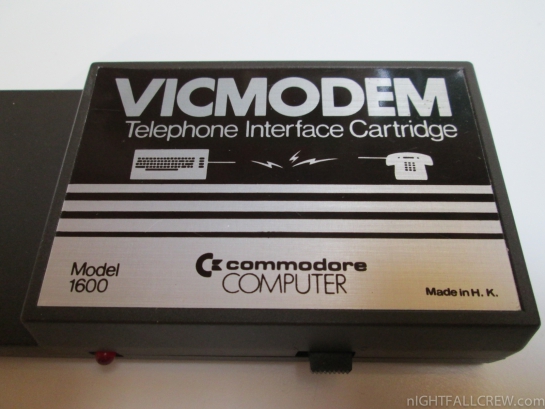 VICMODEM
Telephone Interface Cartridge
Model
1600
commodore
COMPUTER
Made in H. K.
nIGHTFALLCREW.com